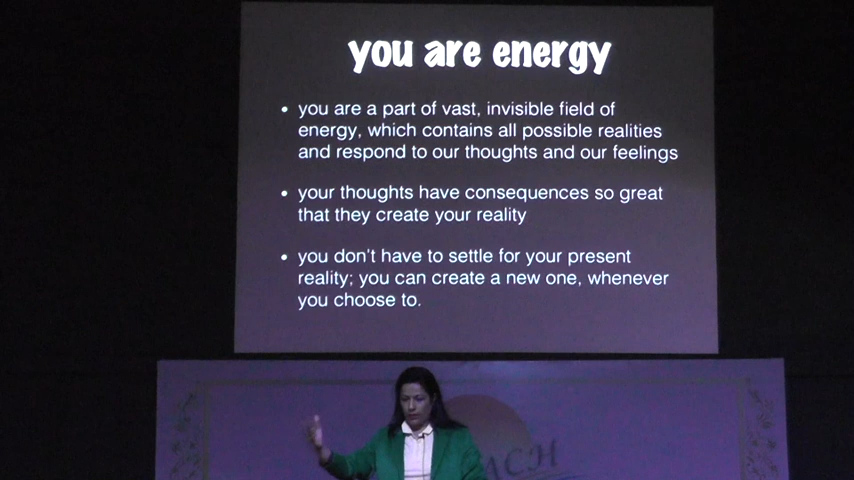 you are energy
• you are a part of vast, invisible field of
energy, which contains all possible realities
and respond to our thoughts and our feelings
• your thoughts have consequences so great
that they create your reality
• you don't have to settle for your present
reality; you can create a new one, whenever
you choose to.